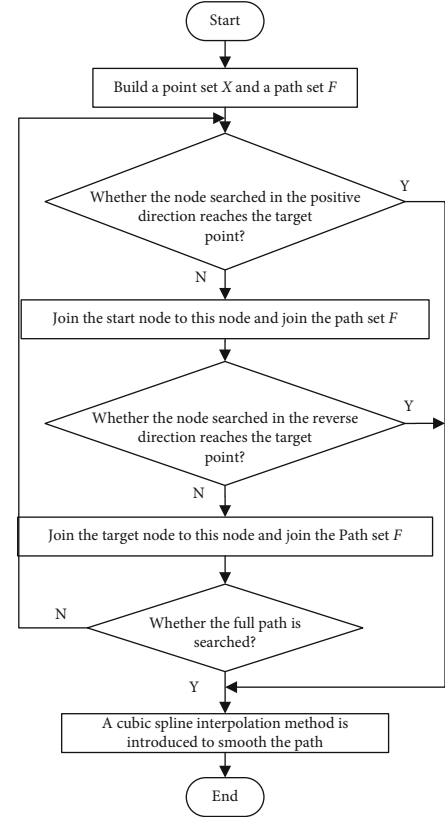 Start
Build a point set X and a path set F
Whether the node searched in the positive
direction reaches the target
point?
Y
N
Join the start node to this node and join the path set F
Whether the node searched in the reverse
direction reaches the target
point?
Y
N
Join the target node to this node and join the Path set F
Whether the full path is
searched?
N
Y
A cubic spline interpolation method is
introduced to smooth the path
End